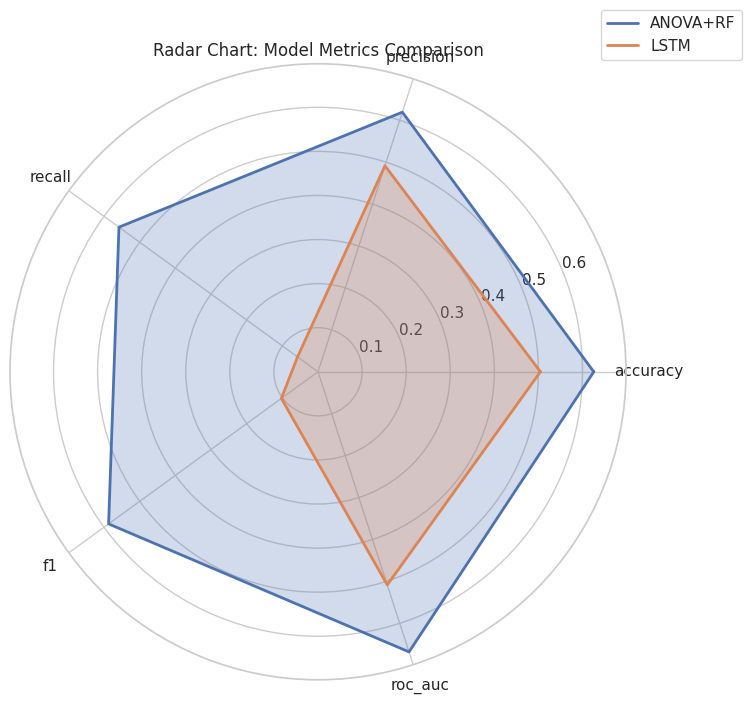 ANOVA+RF
LSTM
Radar Chart: Model Metrics Comparison
precision
recall
0.6
0.5
0.4
0.3
0.2
0.1
accuracy
f1
roc_auc